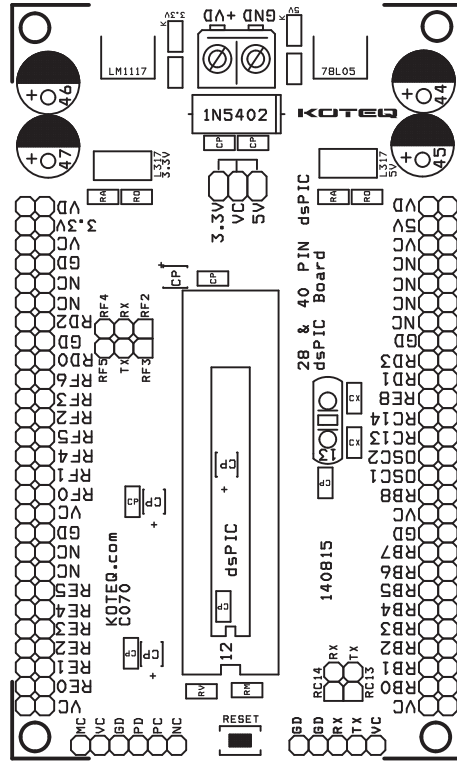 K 3.3V
+VD GND
K 5V
LM1117
78L05
46
44
1N5402
KOTEQ
47
45
CP CP
L317
3.3V
L317
5V
RA RO
RA RO
3.3V
VC
5V
28 & 40 PIN dsPIC
dsPIC Board
VD
3.3V
VC
GD
NC
NC
RD2
GD
RD0
RF6
RF3
RF2
RF5
RF4
RF1
RF0
VC
GD
NC
NC
RE5
RE4
RE3
RE2
RE1
RE0
VC
RF4 RX RF2
RF5 TX RF3
+
CP
CP
CP
CP
+
CP
+
CP
CP
+
KOTEQ.com
C070
dsPIC
CP
12
CX
CX
13
CP
140815
RX TX
RC14 RC13
VD
5V
VC
NC
NC
NC
NC
GD
RD3
RD1
RE8
RC14
RC13
OSC2
OSC1
RB8
VC
GD
RB7
RB6
RB5
RB4
RB3
RB2
RB1
RB0
VC
RV RM
RESET
MC VC GD PD PC NC
GD GD RX TX VC